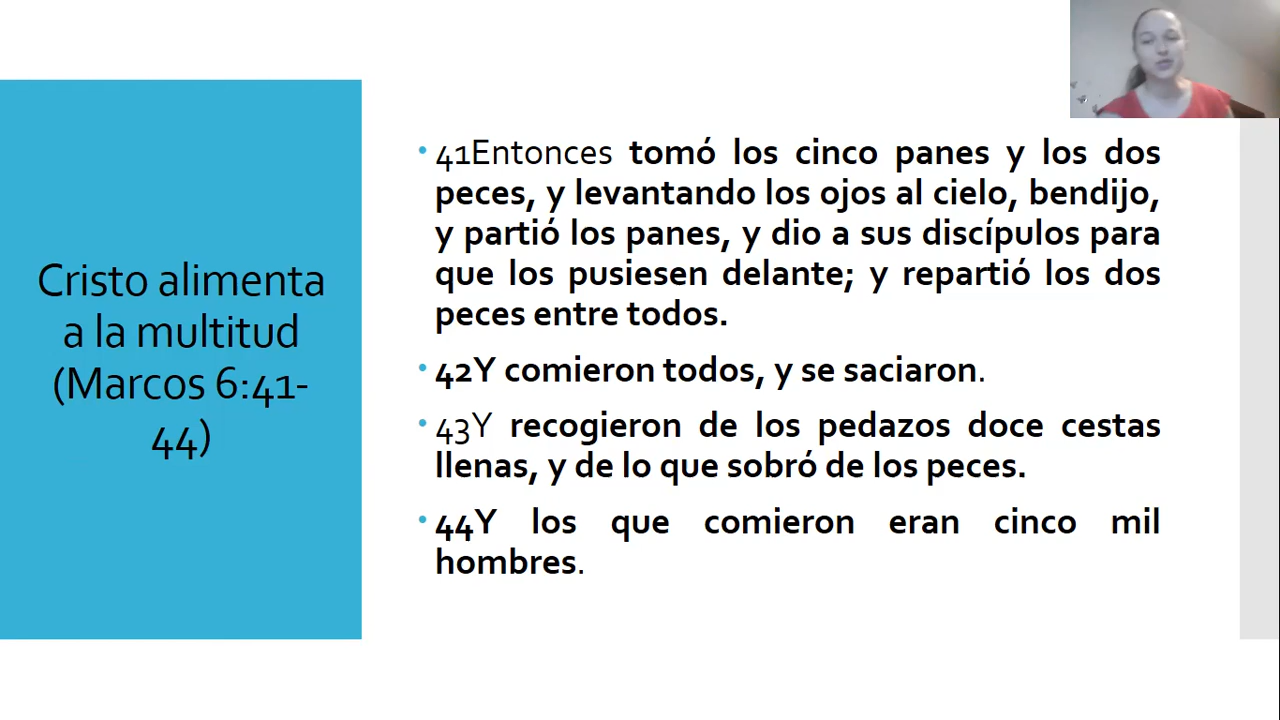 Cristo alimenta
a la multitud
(Marcos 6:41-
44)
• 41Entonces tomó los cinco panes y los dos
peces, y levantando los ojos al cielo, bendijo,
y partió los panes, y dio a sus discípulos para
que los pusiesen delante; y repartió los dos
peces entre todos.
• 42Y comieron todos, y se saciaron.
• 43Y recogieron de los pedazos doce cestas
llenas, y de lo que sobró de los peces.
• 44Y los que comieron eran cinco mil
hombres.